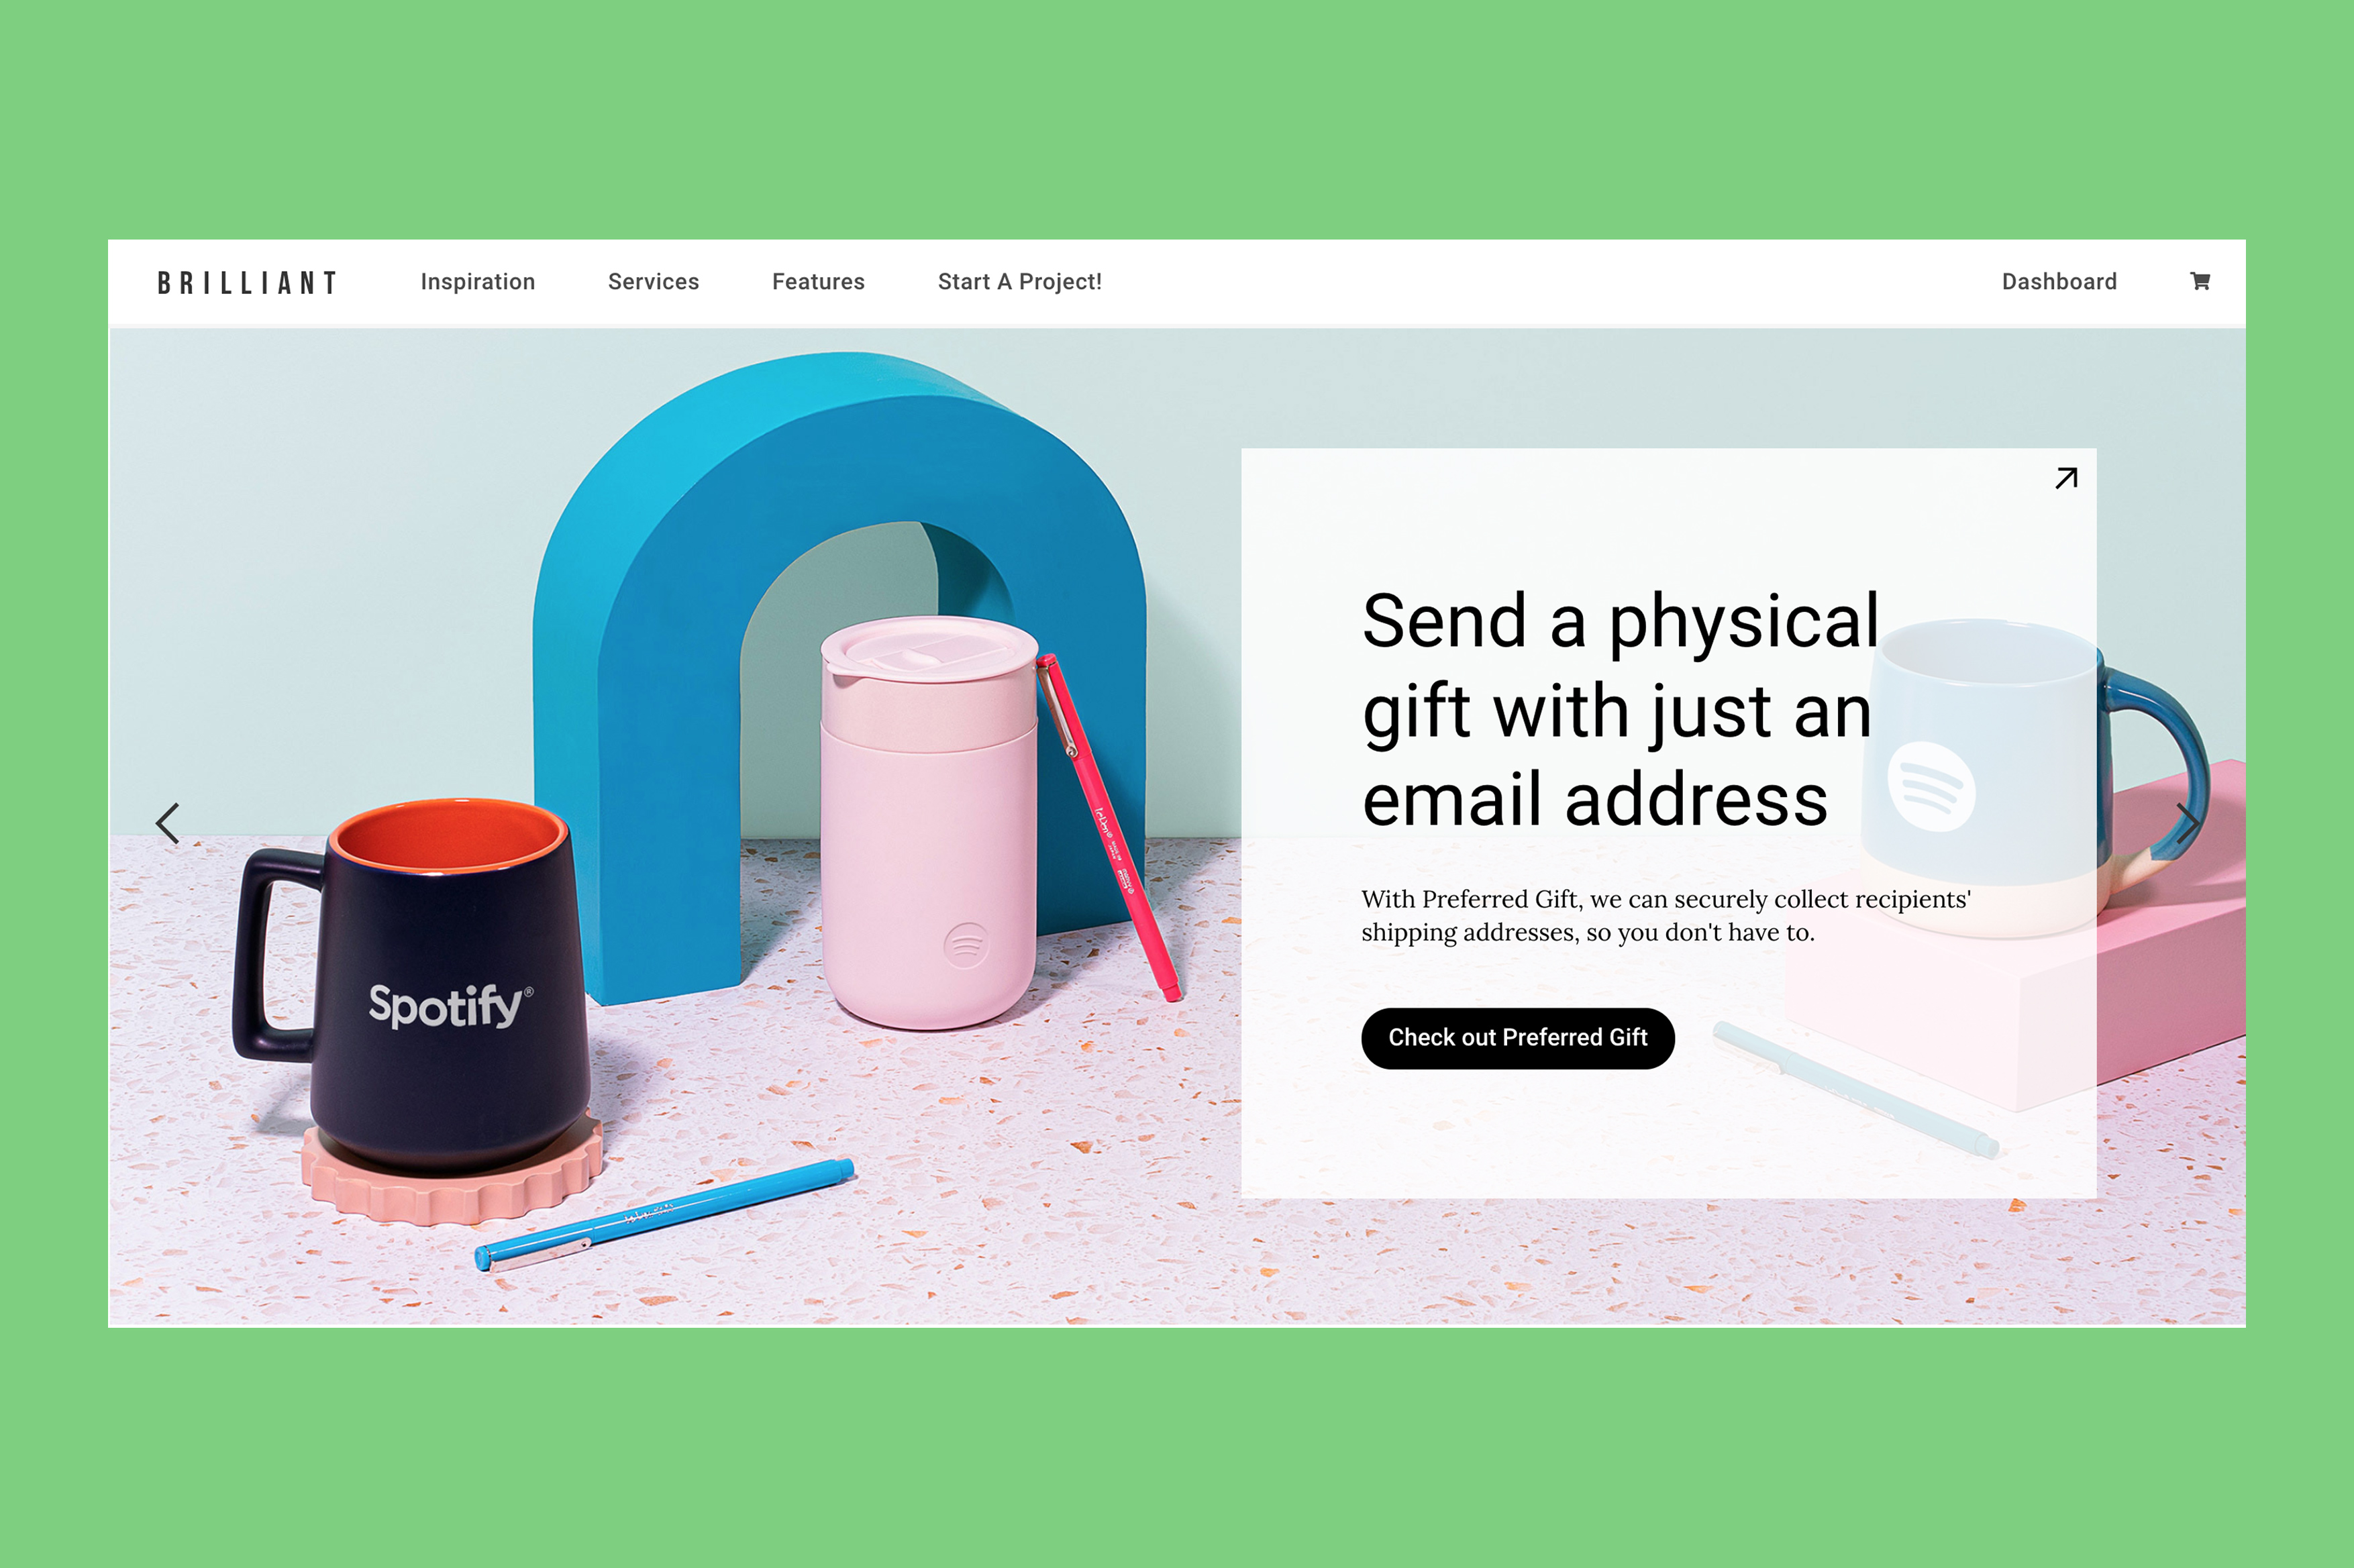 BRILLIANT
Inspiration
Services
Features
Start A Project!
Dashboard
Send a physical
gift with just an
email address
With Preferred Gift, we can securely collect recipients'
shipping addresses, so you don't have to.
Check out Preferred Gift
Spotify®